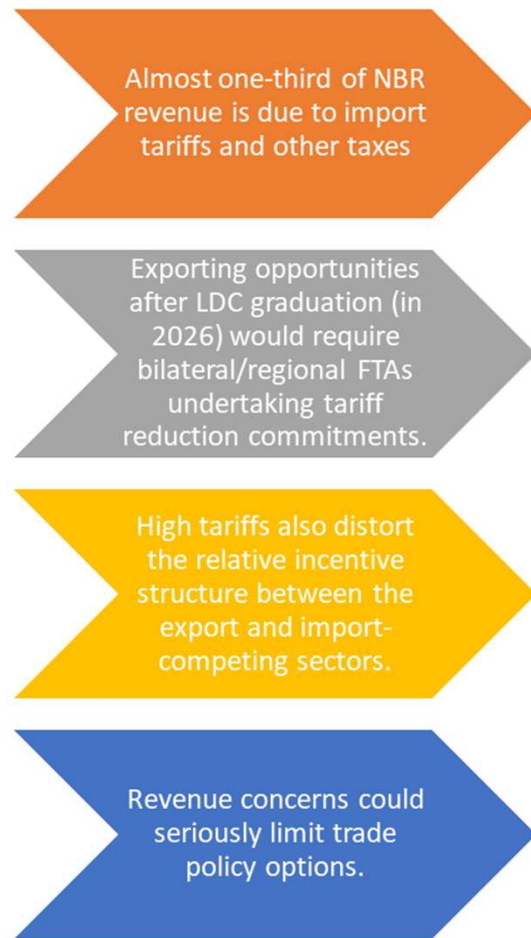 Almost one-third of NBR
revenue is due to import
tariffs and other taxes
Exporting opportunities
after LDC graduation (in
2026) would require
bilateral/regional FTAs
undertaking tariff
reduction commitments.
High tariffs also distort
the relative incentive
structure between the
export and import-
competing sectors.
Revenue concerns could
seriously limit trade
policy options.